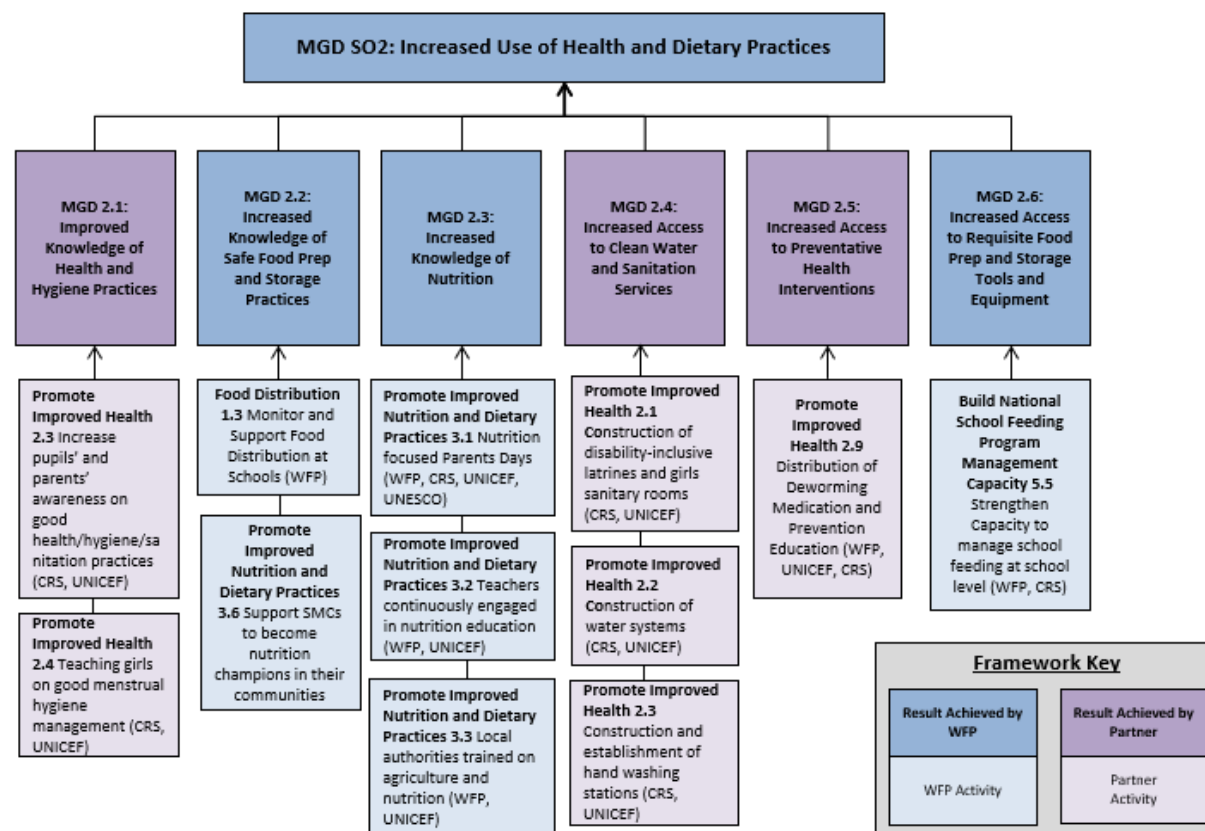 MGD SO2: Increased Use of Health and Dietary Practices
MGD 2.1:
Improved
Knowledge of
Health and
Hygiene Practices
MGD 2.2:
Increased
Knowledge of
Safe Food Prep
and Storage
Practices
MGD 2.3:
Increased
Knowledge of
Nutrition
MGD 2.4:
Increased Access
to Clean Water
and Sanitation
Services
MGD 2.5:
Increased Access
to Preventative
Health
Interventions
MGD 2.6:
Increased Access
to Requisite Food
Prep and Storage
Tools and
Equipment
Promote
Improved Health
2.3 Increase
pupils' and
parents'
awareness on
good
health/hygiene/sa
nitation practices
(CRS, UNICEF)
Promote
Improved Health
2.4 Teaching girls
on good menstrual
hygiene
management (CRS,
UNICEF)
Food Distribution
1.3 Monitor and
Support Food
Distribution at
Schools (WFP)
Promote
Improved
Nutrition and
Dietary Practices
3.6 Support SMCs
to become
nutrition
champions in their
communities
Promote Improved
Nutrition and Dietary
Practices 3.1 Nutrition
focused Parents Days
(WFP, CRS, UNICEF,
UNESCO)
Promote Improved
Nutrition and Dietary
Practices 3.2 Teachers
continuously engaged
in nutrition education
(WFP, UNICEF)
Promote Improved
Nutrition and Dietary
Practices 3.3 Local
authorities trained on
agriculture and
nutrition (WFP,
UNICEF)
Promote Improved
Health 2.1
Construction of
disability-inclusive
latrines and girls
sanitary rooms
(CRS, UNICEF)
Promote Improved
Health 2.2
Construction of
water systems
(CRS, UNICEF)
Promote Improved
Health 2.3
Construction and
establishment of
hand washing
stations (CRS,
UNICEF)
Promote
Improved
Health 2.9
Distribution of
Deworming
Medication and
Prevention
Education (WFP,
UNICEF, CRS)
Build National
School Feeding
Program
Management
Capacity 5.5
Strengthen
Capacity to
manage school
feeding at school
level (WFP, CRS)
Framework Key
Result Achieved by
WFP
Result Achieved by
Partner
WFP Activity
Partner
Activity